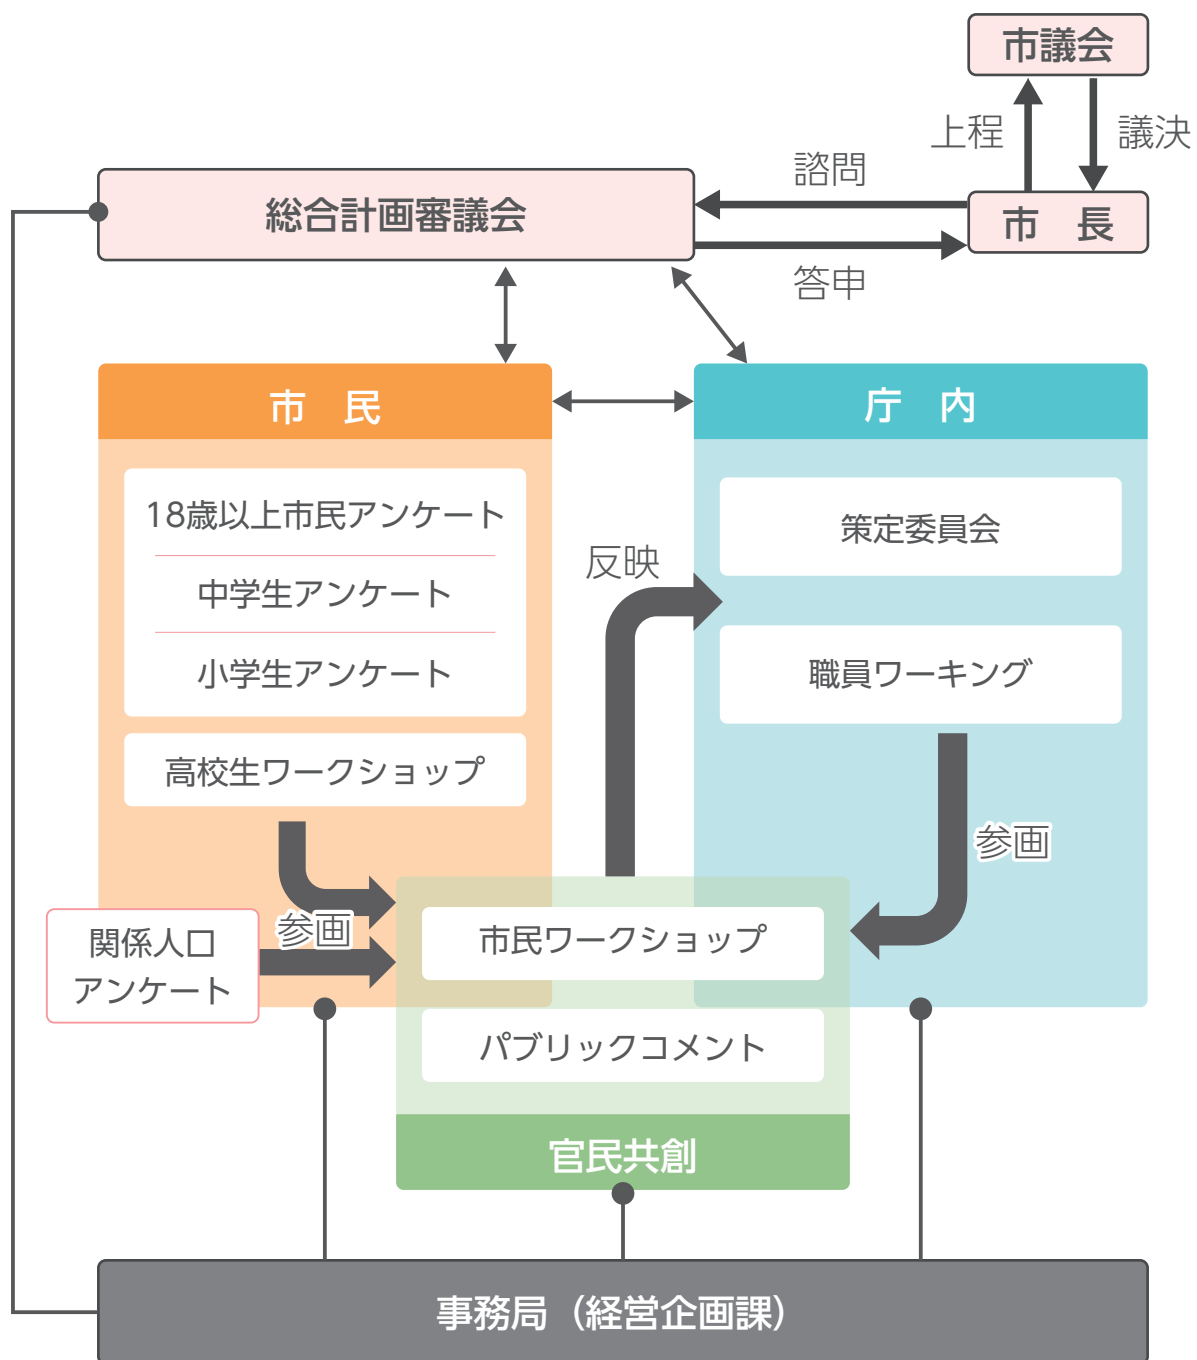 市議会
上程
議決
諮問
総合計画審議会
市　長
答申
市　民
庁　内
18歳以上市民アンケート
中学生アンケート
小学生アンケート
高校生ワークショップ
策定委員会
反映
職員ワーキング
参画
参画
関係人口
アンケート
市民ワークショップ
パブリックコメント
官民共創
事務局（経営企画課）